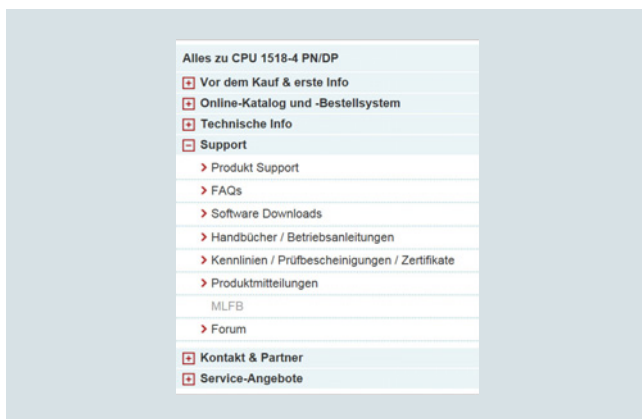 Alles zu CPU 1518-4 PN/DP
Vor dem Kauf & erste Info
Online-Katalog und -Bestellsystem
Technische Info
Support
Produkt Support
FAQs
Software Downloads
Handbücher / Betriebsanleitungen
Kennlinien / Prüfbescheinigungen / Zertifikate
Produktmitteilungen
MLFB
Forum
Kontakt & Partner
Service-Angebote